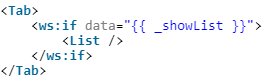 <Tab>
    <ws:if data="{{ _showList }}">
        <List />
    </ws:if>
</Tab>